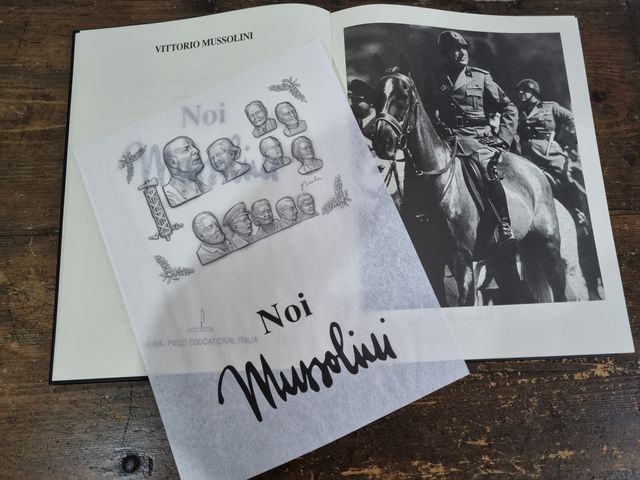 VITTORIO MUSSOLINI
Noi
Noi
Mussolini
- FIELD EDUCATIONAL ITALIA